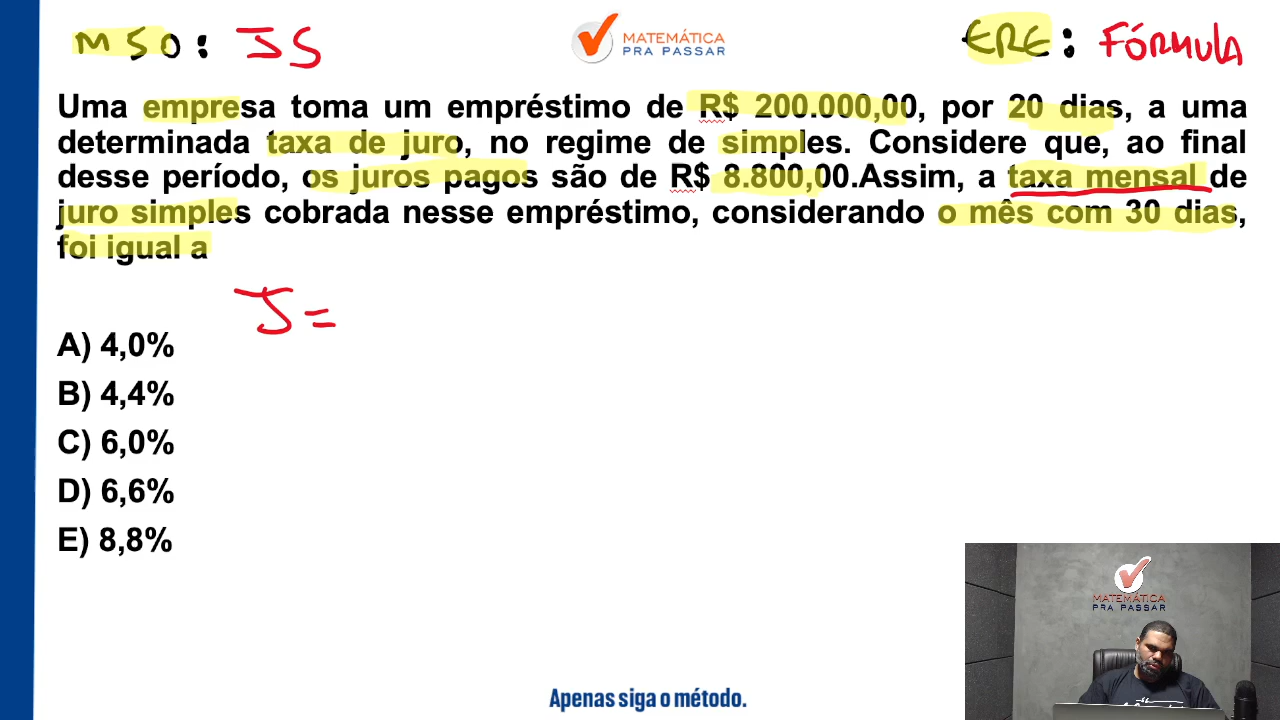 M50: JS
MATEMÁTICA
PRA PASSAR
ERE: FÓRMULA
Uma empresa toma um empréstimo de R$ 200.000,00, por 20 dias, a uma
determinada taxa de juro, no regime de simples. Considere que, ao final
desse período, os juros pagos são de R$ 8.800,00.Assim, a taxa mensal de
juro simples cobrada nesse empréstimo, considerando o mês com 30 dias,
foi igual a
J =
A) 4,0%
B) 4,4%
C) 6,0%
D) 6,6%
E) 8,8%
MATEMÁTICA
PRA PASSAR
Apenas siga o método.